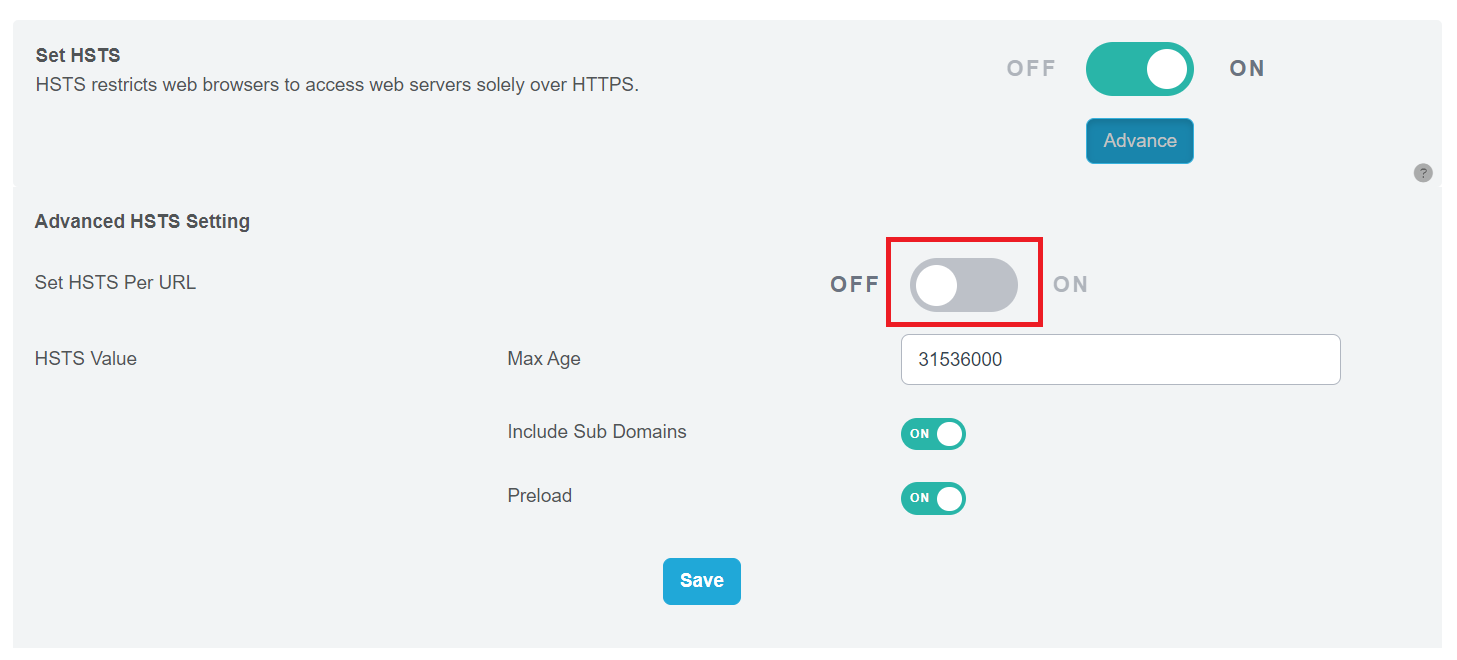 Set HSTS
OFF ON
HSTS restricts web browsers to access web servers solely over HTTPS.
Advance
?
Advanced HSTS Setting
Set HSTS Per URL OFF ON
HSTS Value Max Age 31536000
Include Sub Domains ON
Preload ON
Save